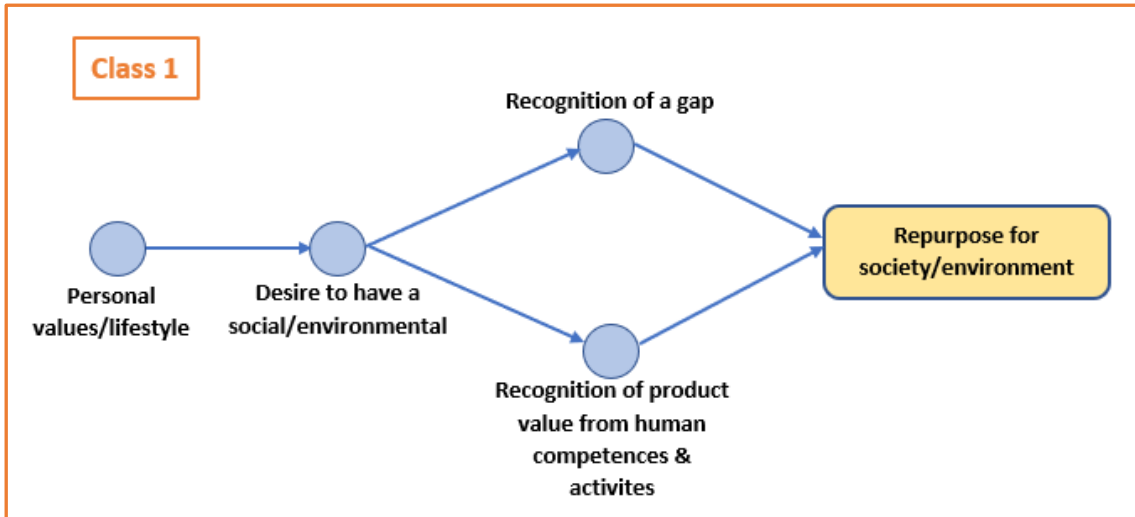 Class 1
Recognition of a gap
Repurpose for
society/environment
Personal
values/lifestyle
Desire to have a
social/environmental
Recognition of product
value from human
competences &
activites